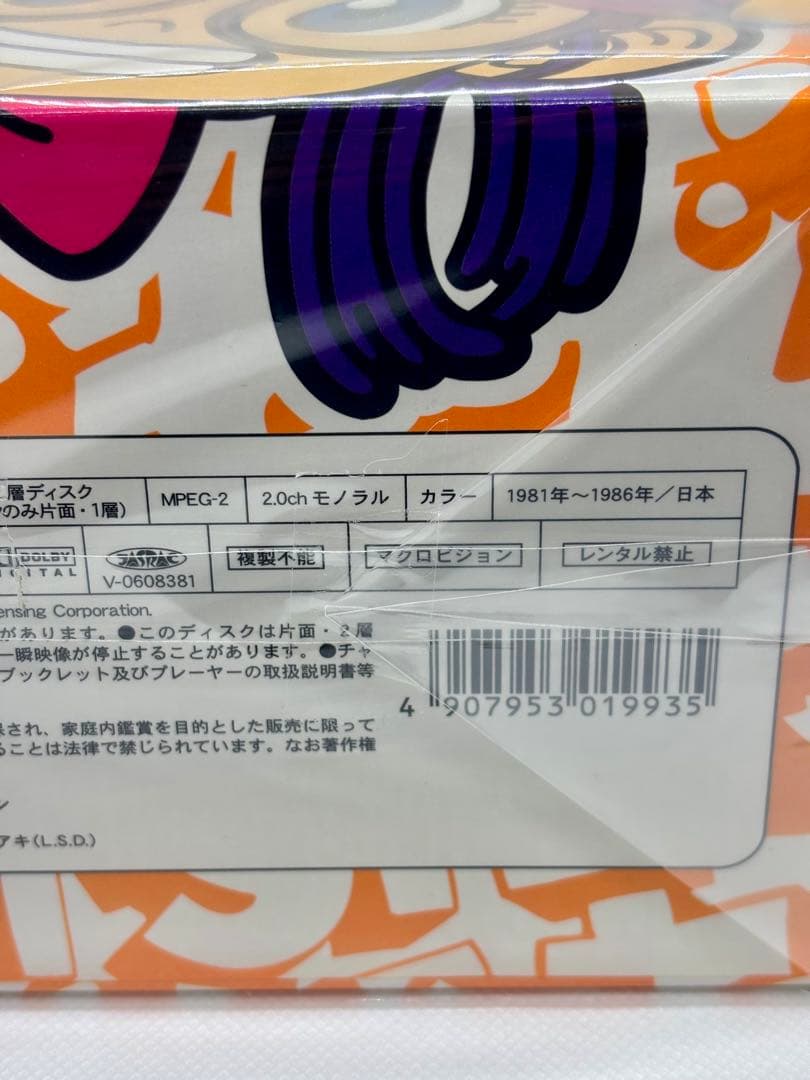 層ディスク
のみ片面・1層)
MPEG-2
2.0ch モノラル
カラー
1981年~1986年/日本
DOLBY
DIGITAL
JASRAC
V-0608381
複製不能
マクロビジョン
レンタル禁止
ensing Corporation.
があります。●このディスクは片面・2層
一瞬映像が停止することがあります。●チャ
ブックレット及びプレーヤーの取扱説明書等
され、家庭内鑑賞を目的とした販売に限って
ることは法律で禁じられています。なお著作権
ン
アキ(L.S.D.)
4 907953 019935